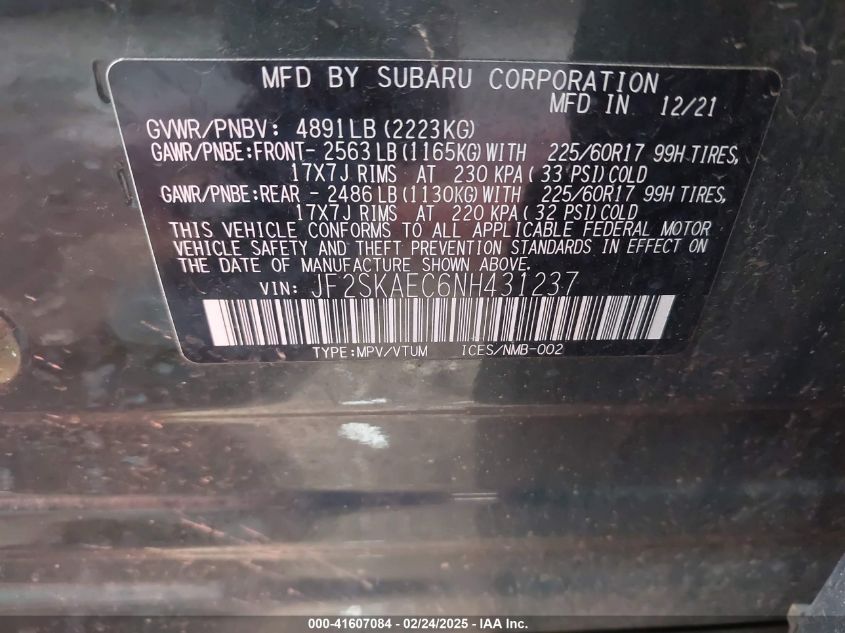 MFD BY SUBARU CORPORATION
MFD IN 12/21
GVWR/PNBV: 4891LB (2223KG)
GAWR/PNBE:FRONT- 2563 LB (1165KG) WITH 225/60R17 99H TIRES,
17X7J RIMS AT 230 KPA ( 33 PSI) COLD
GAWR/PNBE:REAR - 2486 LB (1130KG) WITH 225/60R17 99H TIRES,
17X7J RIMS AT 220 KPA ( 32 PSI) COLD
THIS VEHICLE CONFORMS TO ALL APPLICABLE FEDERAL MOTOR
VEHICLE SAFETY AND THEFT PREVENTION STANDARDS IN EFFECT ON
THE DATE OF MANUFACTURE SHOWN ABOVE.
VIN: JF2SKAEC6NH431237
TYPE:MPV/VTUM ICES/NMB-002
000-41607084 - 02/24/2025 - IAA Inc.